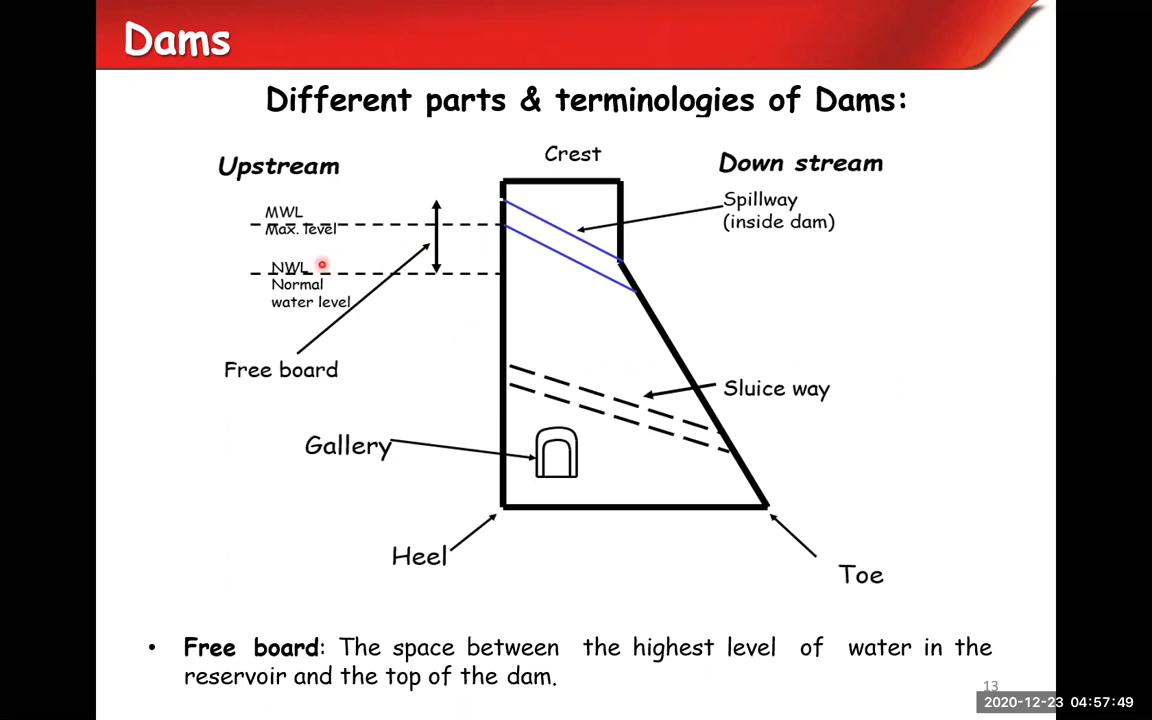 Dams
Different parts & terminologies of Dams:
Upstream
Crest
Down stream
MWL
Max. level
Spillway
(inside dam)
NWL
Normal
water level
Free board
Sluice way
Gallery
Heel
Toe
• Free board: The space between the highest level of water in the
reservoir and the top of the dam.
13
2020-12-23 04:57:49